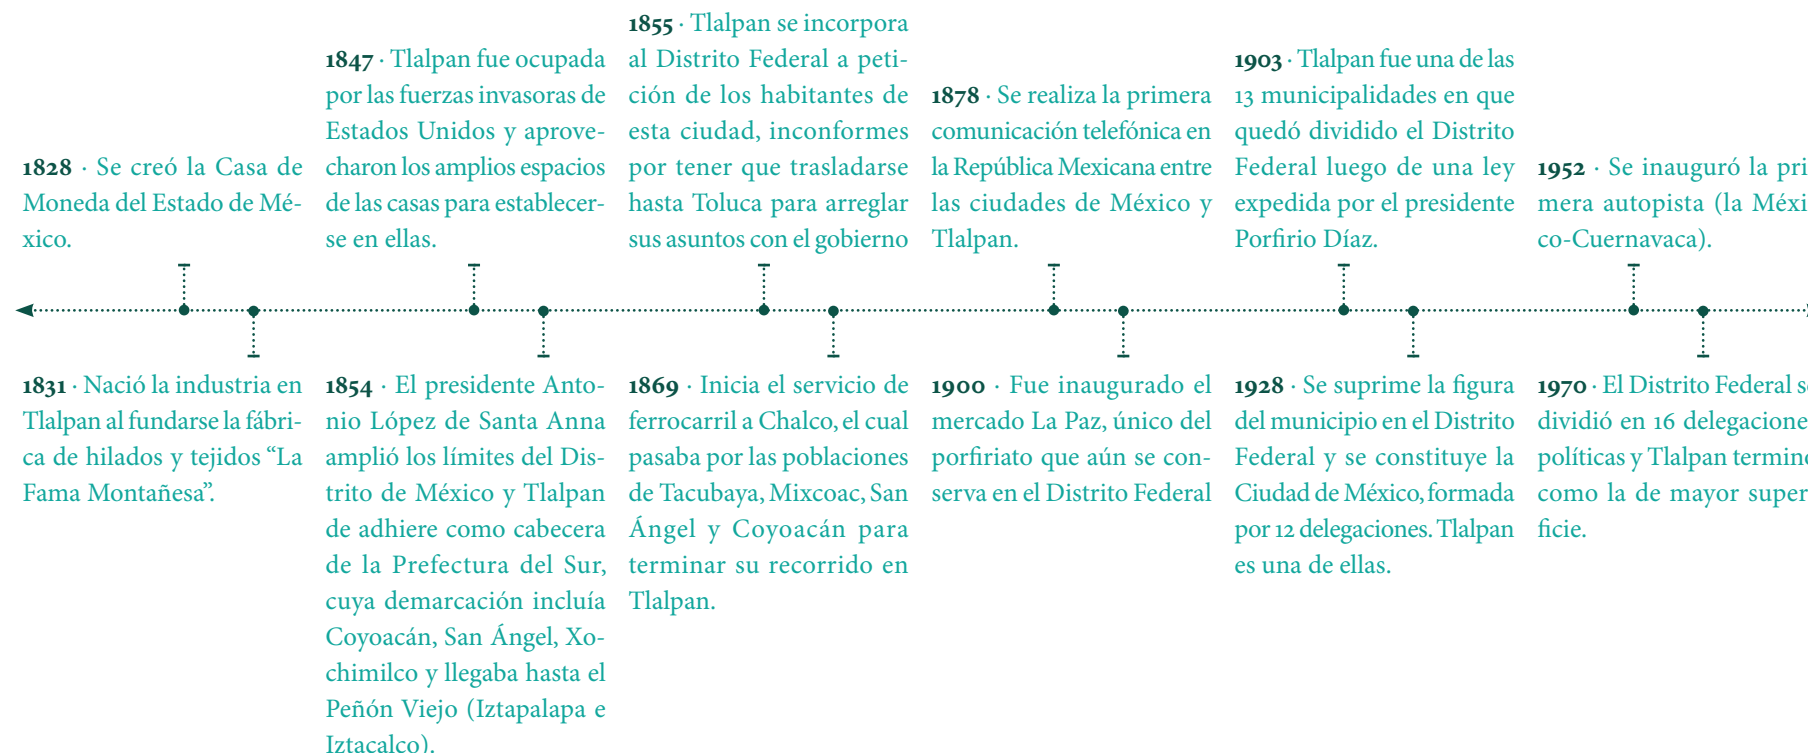 1828 · Se creó la Casa de
Moneda del Estado de Mé-
xico.
1831 · Nació la industria en
Tlalpan al fundarse la fábri-
ca de hilados y tejidos “La
Fama Montañesa”.
1847 · Tlalpan fue ocupada
por las fuerzas invasoras de
Estados Unidos y aprove-
charon los amplios espacios
de las casas para establecer-
se en ellas.
1854 · El presidente Anto-
nio López de Santa Anna
amplió los límites del Dis-
trito de México y Tlalpan
de adhiere como cabecera
de la Prefectura del Sur,
cuya demarcación incluía
Coyoacán, San Ángel, Xo-
chimilco y llegaba hasta el
Peñón Viejo (Iztapalapa e
Iztacalco).
1855 · Tlalpan se incorpora
al Distrito Federal a peti-
ción de los habitantes de
esta ciudad, inconformes
por tener que trasladarse
hasta Toluca para arreglar
sus asuntos con el gobierno
1869 · Inicia el servicio de
ferrocarril a Chalco, el cual
pasaba por las poblaciones
de Tacubaya, Mixcoac, San
Ángel y Coyoacán para
terminar su recorrido en
Tlalpan.
1878 · Se realiza la primera
comunicación telefónica en
la República Mexicana entre
las ciudades de México y
Tlalpan.
1900 · Fue inaugurado el
mercado La Paz, único del
porfiriato que aún se con-
serva en el Distrito Federal
1903 · Tlalpan fue una de las
13 municipalidades en que
quedó dividido el Distrito
Federal luego de una ley
expedida por el presidente
Porfirio Díaz.
1928 · Se suprime la figura
del municipio en el Distrito
Federal y se constituye la
Ciudad de México, formada
por 12 delegaciones. Tlalpan
es una de ellas.
1952 · Se inauguró la pri
mera autopista (la Méxi
co-Cuernavaca).
1970 · El Distrito Federal se
dividió en 16 delegacione
políticas y Tlalpan termino
como la de mayor super
ficie.